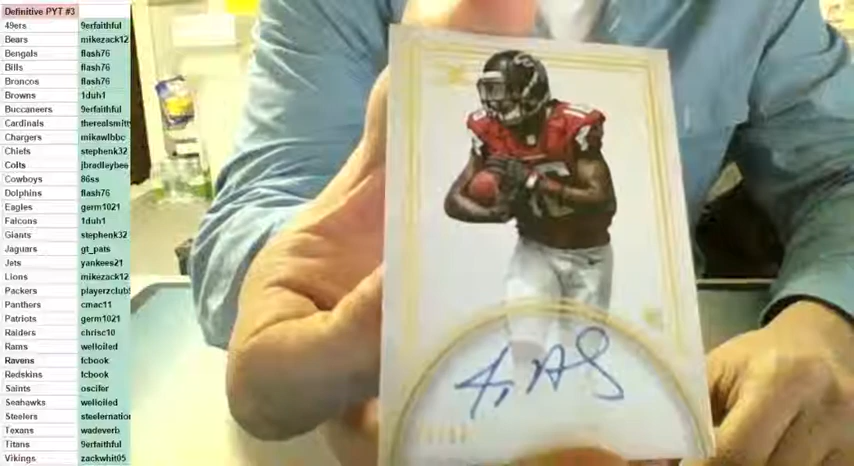 Definitive PYT #3
49ers 9erfaithful
Bears mikezack12
Bengals flash76
Bills flash76
Broncos flash76
Browns 1duh1
Buccaneers 9erfaithful
Cardinals therealsmitt
Chargers mikawlbbc
Chiefs stephenk32
Colts jbradleybee
Cowboys 86ss
Dolphins flash76
Eagles germ1021
Falcons 1duh1
Giants stephenk32
Jaguars gt_pats
Jets yankees21
Lions mikezack12
Packers playerzclub
Panthers cmac11
Patriots germ1021
Raiders chrisc10
Rams welloiled
Ravens fcbook
Redskins fcbook
Saints oscifer
Seahawks welloiled
Steelers steelernation
Texans wadeverb
Titans 9erfaithful
Vikings zackwhit05